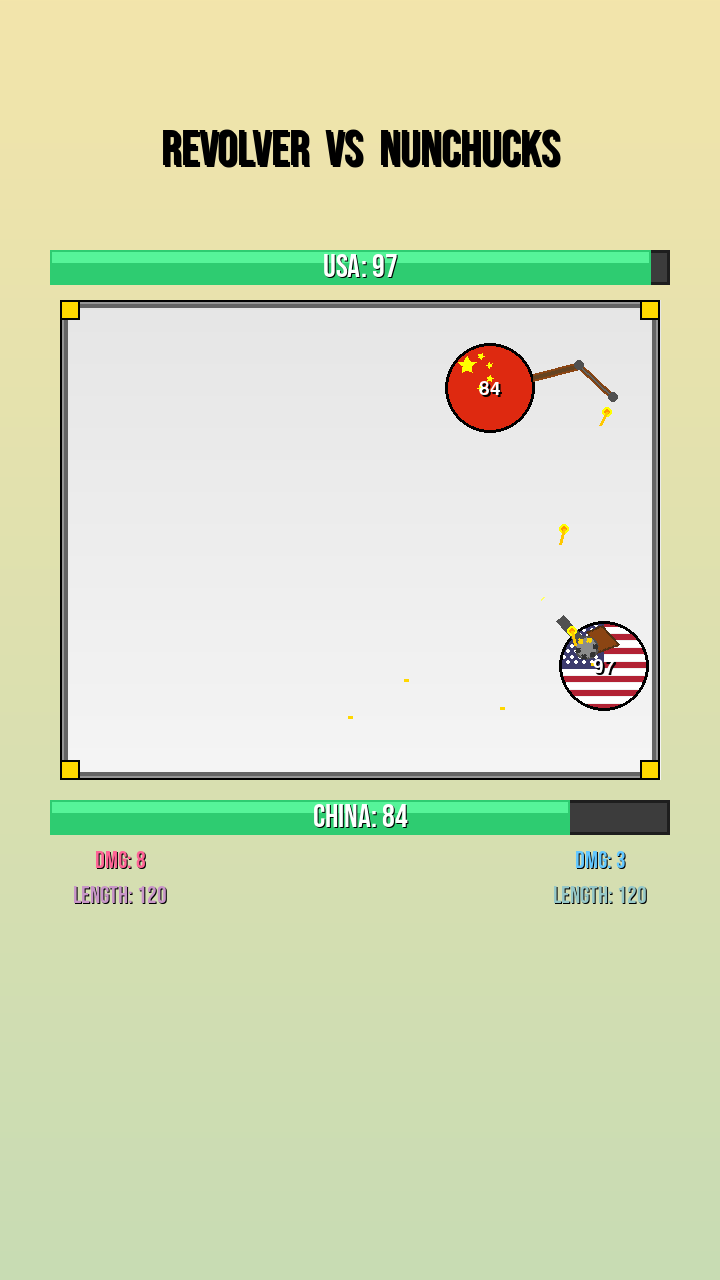 REVOLVER VS NUNCHUCKS
USA: 97
84
97
CHINA: 84
DMG: 8
DMG: 3
LENGTH: 120
LENGTH: 120